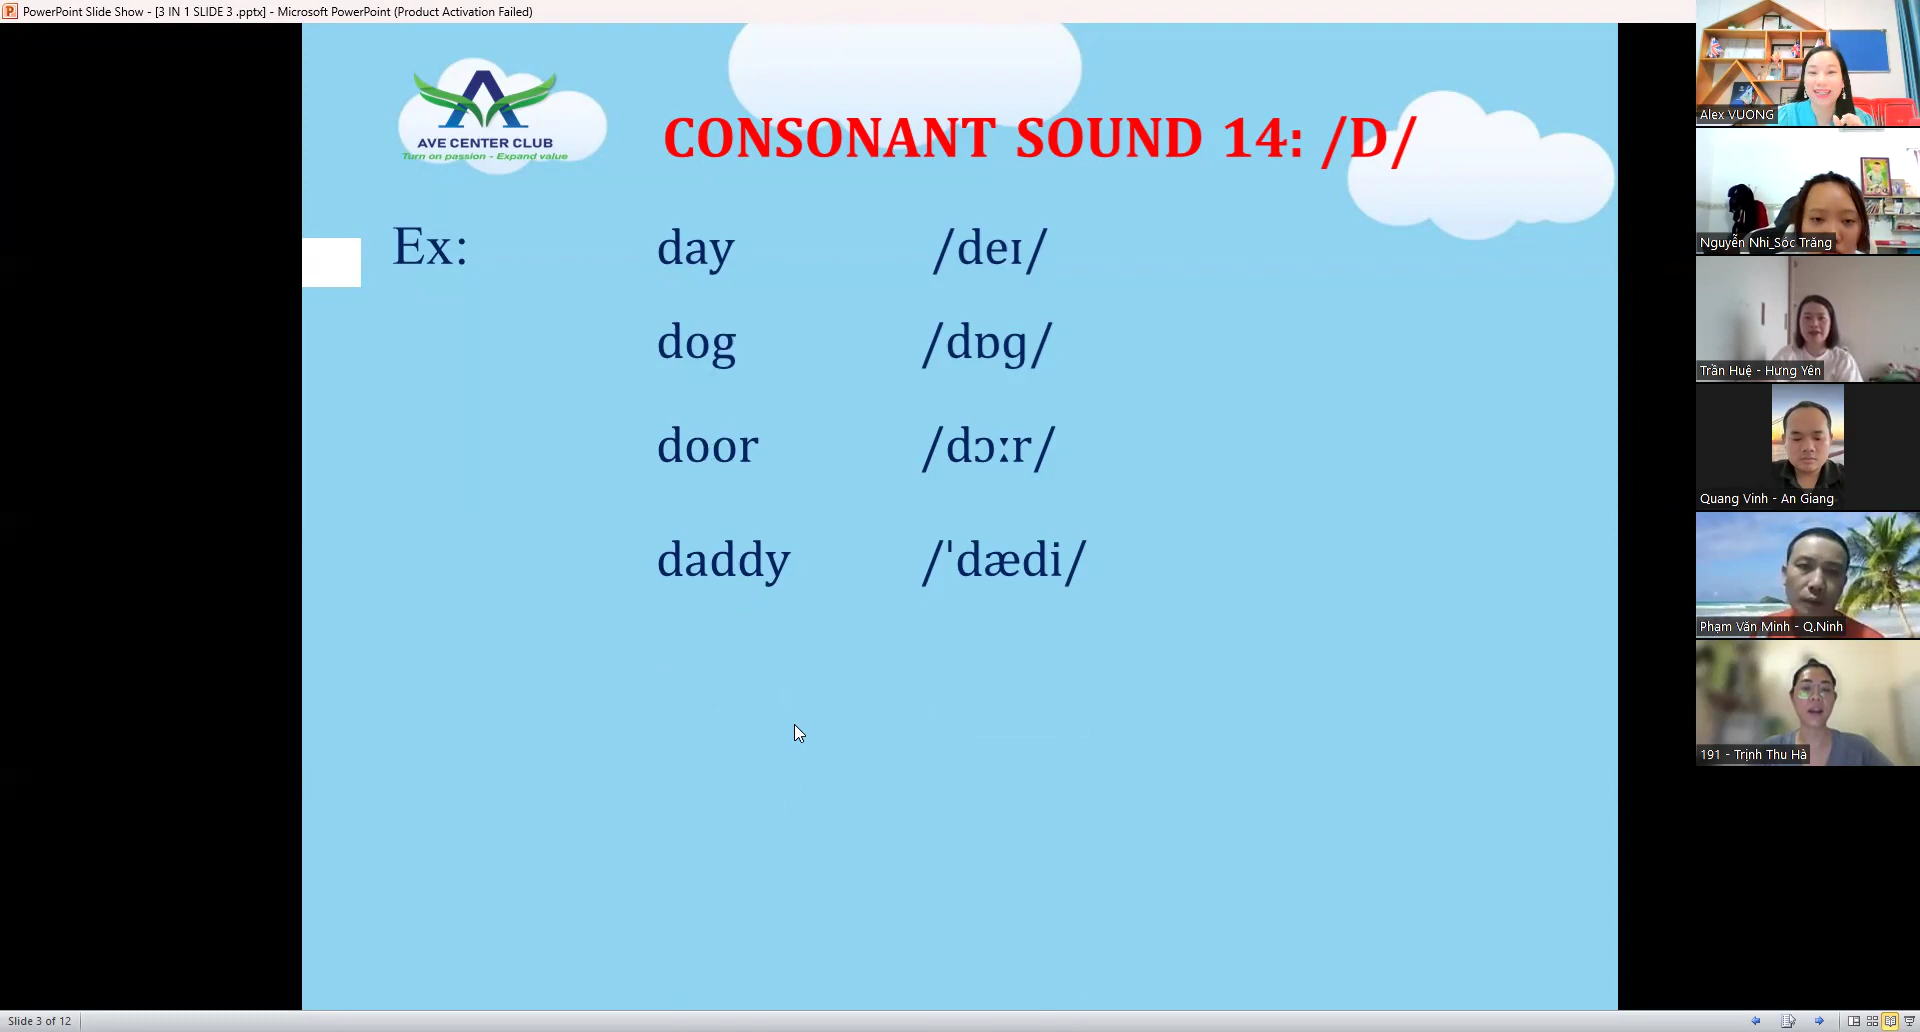 PowerPoint Slide Show - [3 IN 1 SLIDE 3 .pptx] - Microsoft PowerPoint (Product Activation Failed)
AVE CENTER CLUB
Turn on passion - Expand value
CONSONANT SOUND 14: /D/
Ex: day /deɪ/
dog /dɒɡ/
door /dɔːr/
daddy /ˈdædi/
Alex VUONG
Nguyễn Nhi_Sóc Trăng
Trần Huệ - Hưng Yên
Quang Vinh - An Giang
Phạm Văn Minh - Q.Ninh
191 - Trịnh Thu Hà
Slide 3 of 12